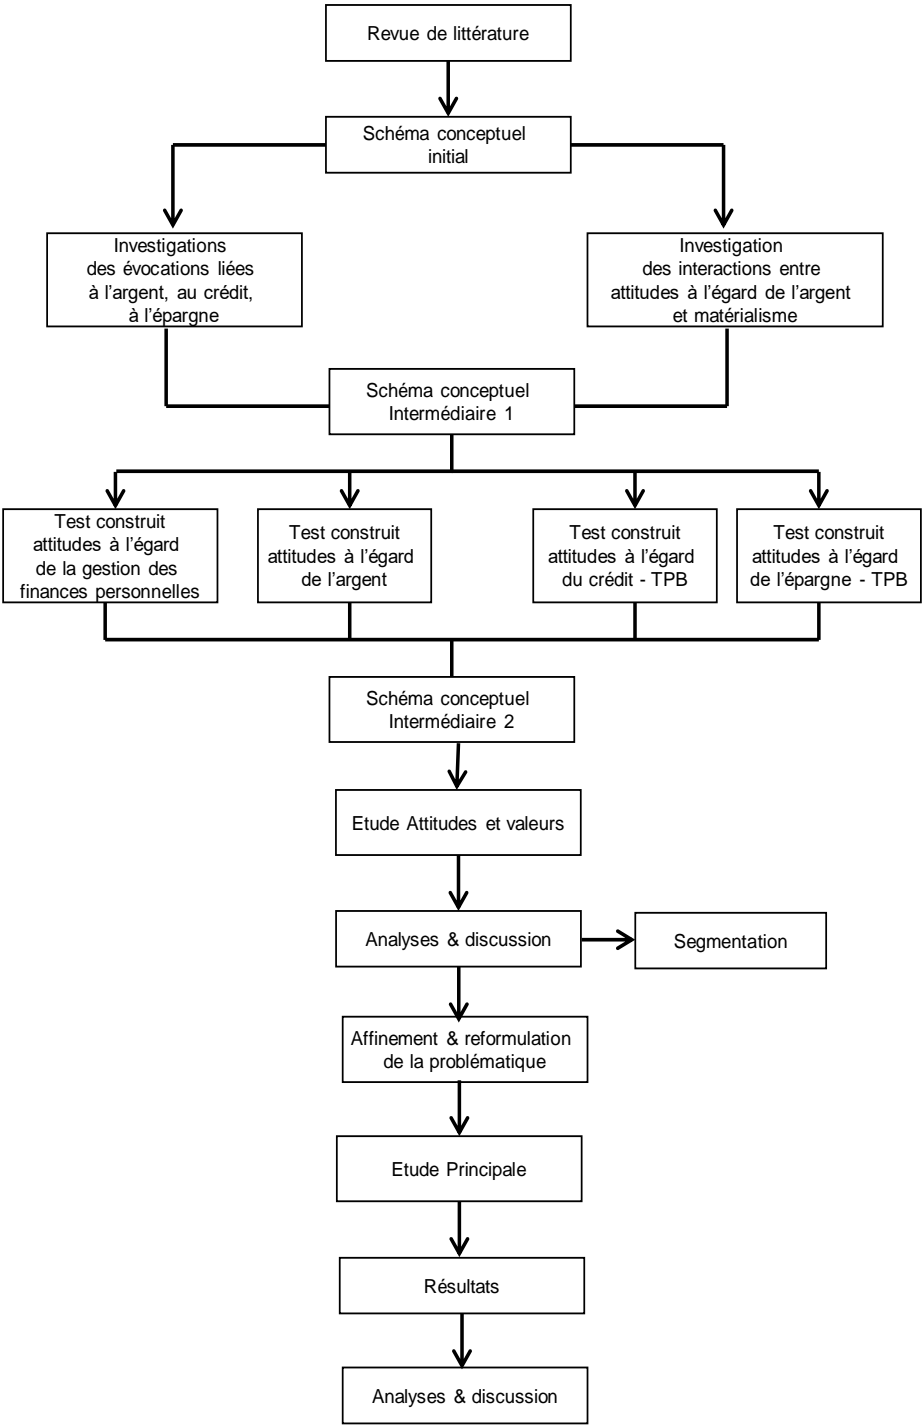 Revue de littérature
Schéma conceptuel
initial
Investigations
des évocations liées
à l'argent, au crédit,
à l'épargne
Investigation
des interactions entre
attitudes à l'égard de l'argent
et matérialisme
Schéma conceptuel
Intermédiaire 1
Test construit
attitudes à l'égard
de la gestion des
finances personnelles
Test construit
attitudes à l'égard
de l'argent
Test construit
attitudes à l'égard
du crédit - TPB
Test construit
attitudes à l'égard
de l'épargne - TPB
Schéma conceptuel
Intermédiaire 2
Etude Attitudes et valeurs
Analyses & discussion
Segmentation
Affinement & reformulation
de la problématique
Etude Principale
Résultats
Analyses & discussion